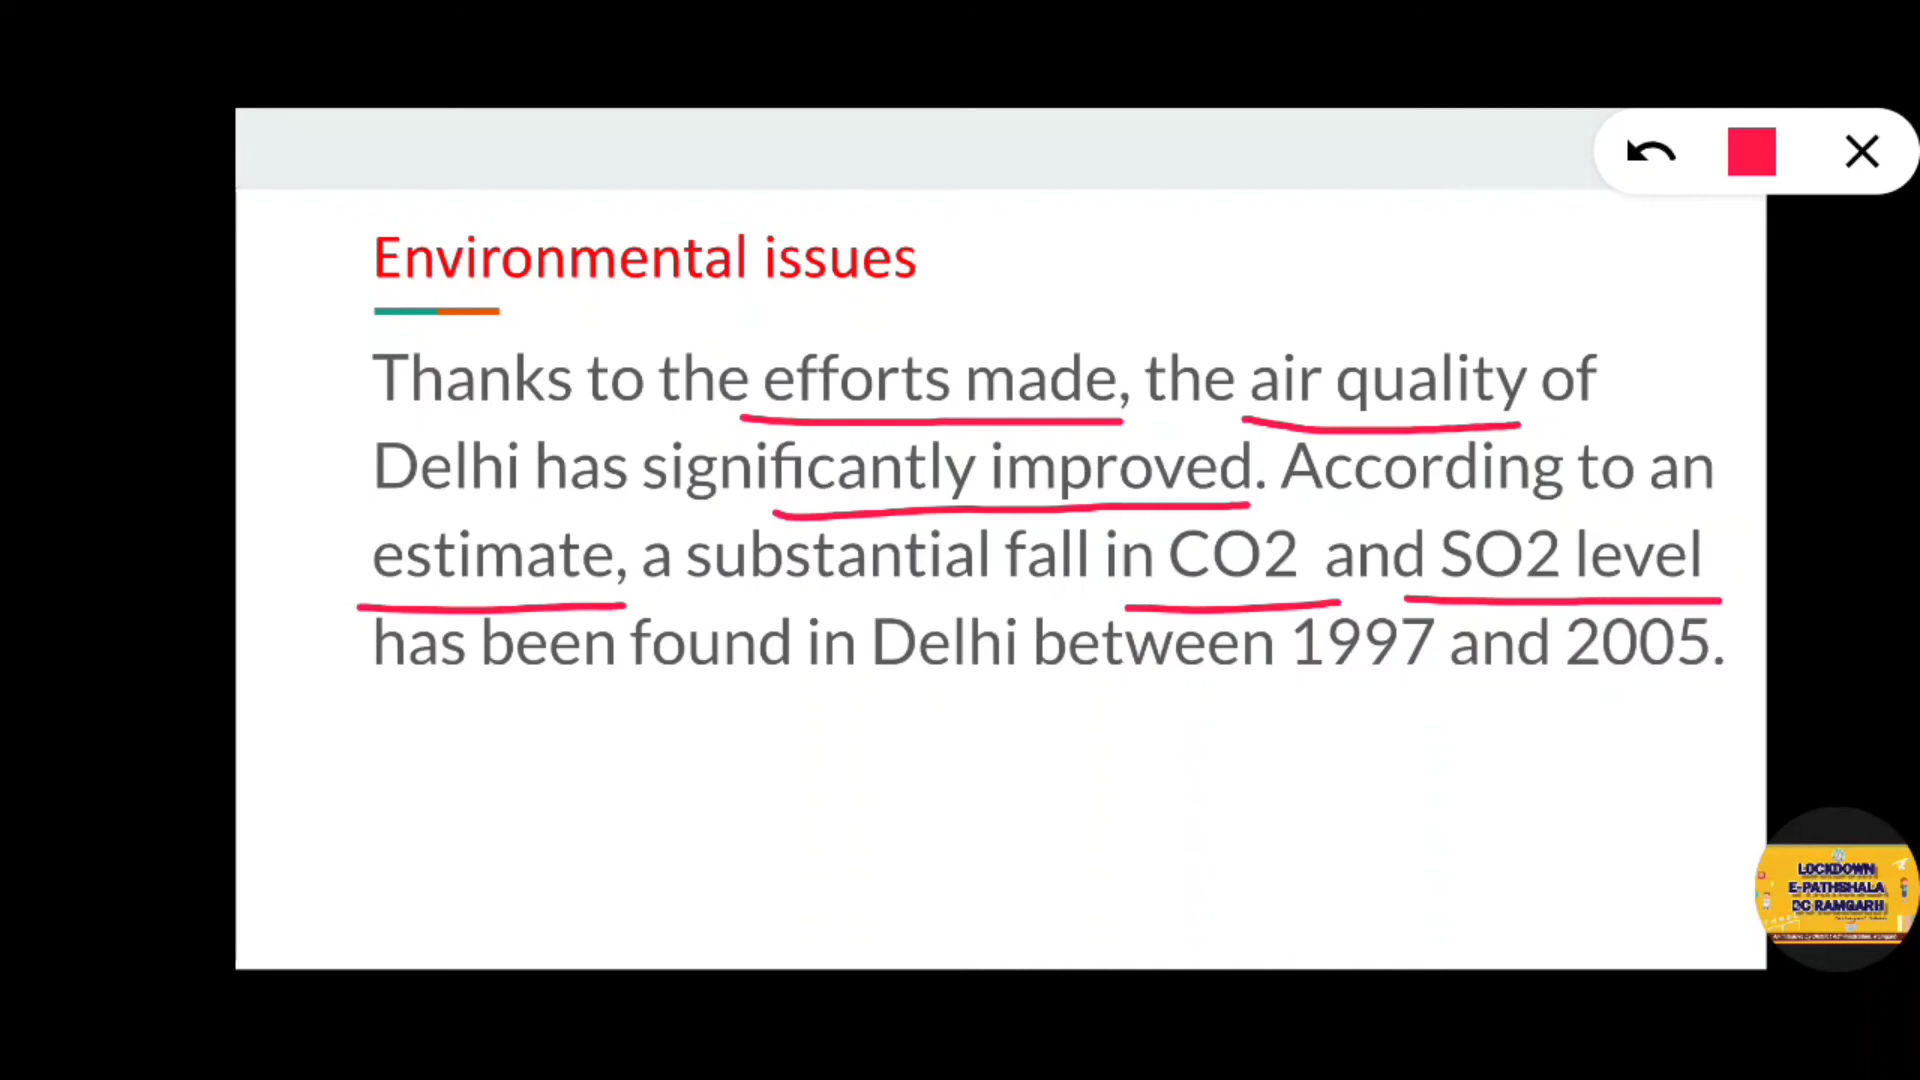 Environmental issues
Thanks to the efforts made, the air quality of
Delhi has significantly improved. According to an
estimate, a substantial fall in CO2 and SO2 level
has been found in Delhi between 1997 and 2005.
LOCKDOWN
E-PATHSHALA
DC RAMGARH